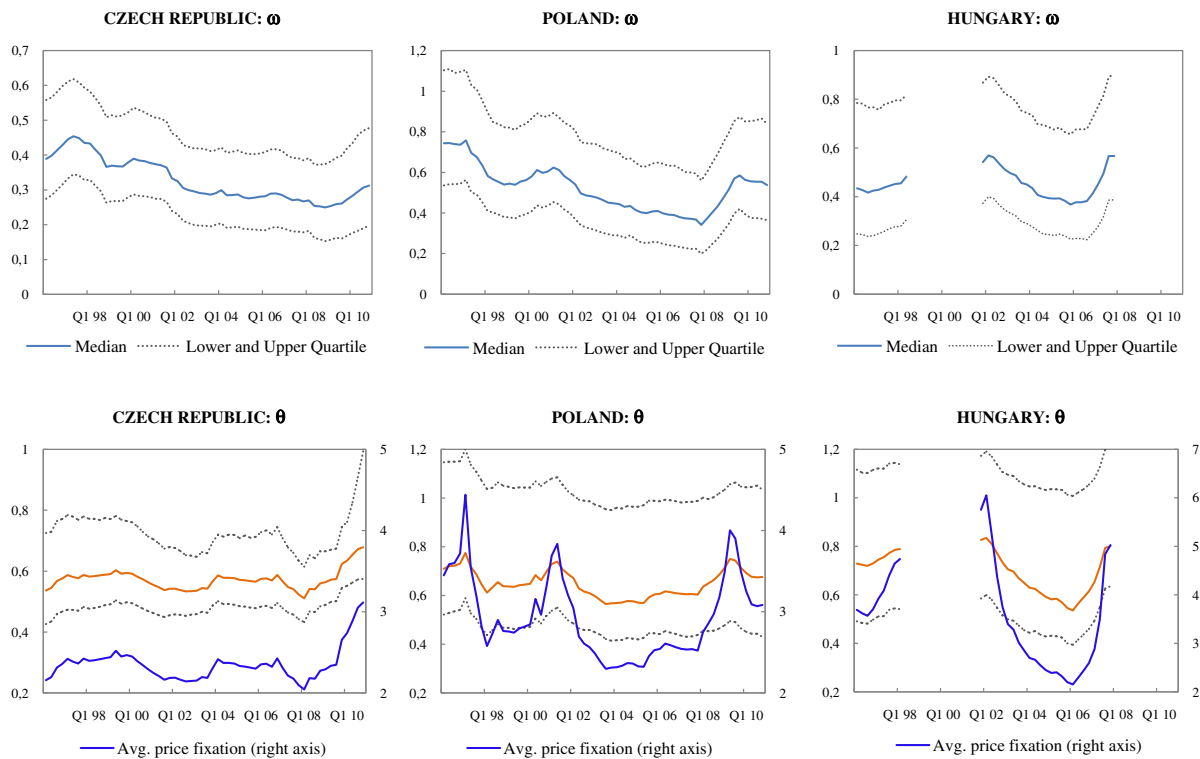 CZECH REPUBLIC: ω
POLAND: ω
HUNGARY: ω
0,7
0,6
0,5
0,4
0,3
0,2
0,1
0
Q1 98 Q1 00 Q1 02 Q1 04 Q1 06 Q1 08 Q1 10
Median Lower and Upper Quartile
1,2
1
0,8
0,6
0,4
0,2
0
Q1 98 Q1 00 Q1 02 Q1 04 Q1 06 Q1 08 Q1 10
Median Lower and Upper Quartile
1
0,8
0,6
0,4
0,2
0
Q1 98 Q1 00 Q1 02 Q1 04 Q1 06 Q1 08 Q1 10
Median Lower and Upper Quartile
CZECH REPUBLIC: θ
POLAND: θ
HUNGARY: θ
1
0,8
0,6
0,4
0,2
5
4
3
2
Q1 98 Q1 00 Q1 02 Q1 04 Q1 06 Q1 08 Q1 10
Avg. price fixation (right axis)
1,2
1
0,8
0,6
0,4
0,2
5
4
3
2
Q1 98 Q1 00 Q1 02 Q1 04 Q1 06 Q1 08 Q1 10
Avg. price fixation (right axis)
1,2
1
0,8
0,6
0,4
0,2
7
6
5
4
3
2
Q1 98 Q1 00 Q1 02 Q1 04 Q1 06 Q1 08 Q1 10
Avg. price fixation (right axis)